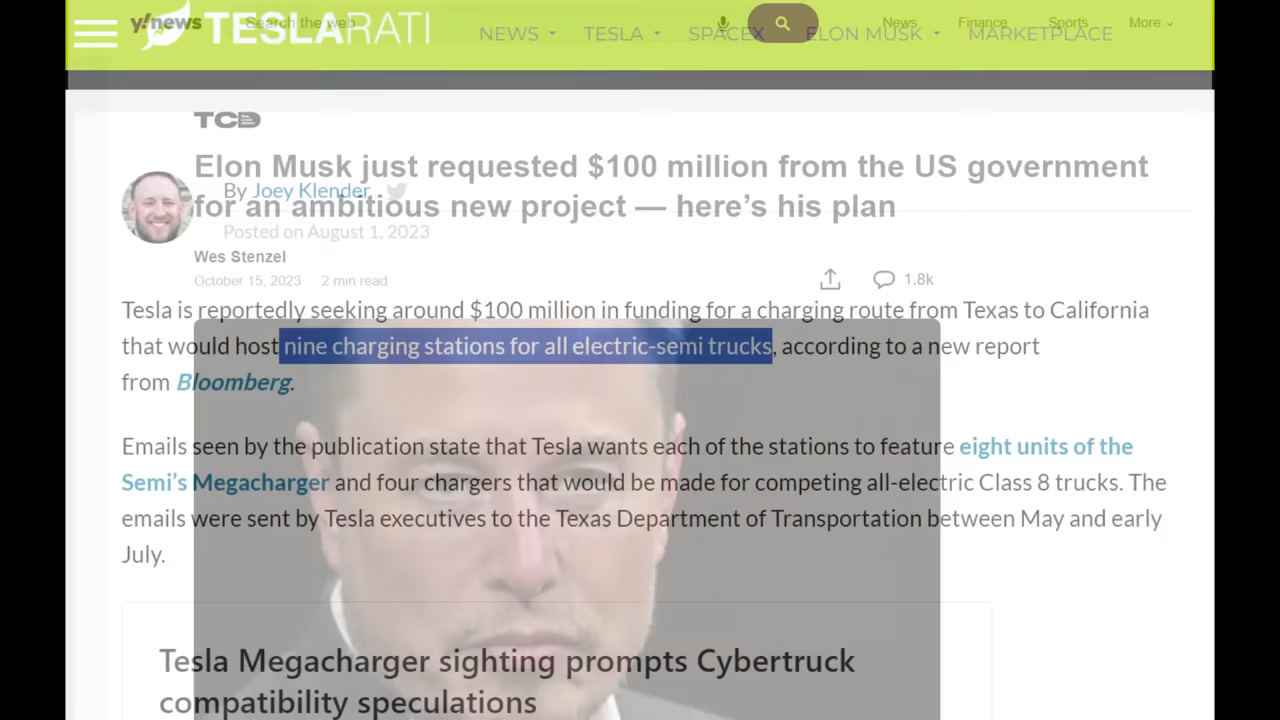 y!news Search the web News Finance Sports More
TESLARATI NEWS TESLA SPACEX ELON MUSK MARKETPLACE
TCD
Elon Musk just requested $100 million from the US government
for an ambitious new project — here's his plan
By Joey Klender
Posted on August 1, 2023
Wes Stenzel
October 15, 2023 2 min read 1.8k
Tesla is reportedly seeking around $100 million in funding for a charging route from Texas to California
that would host nine charging stations for all electric-semi trucks, according to a new report
from Bloomberg.
Emails seen by the publication state that Tesla wants each of the stations to feature eight units of the
Semi's Megacharger and four chargers that would be made for competing all-electric Class 8 trucks. The
emails were sent by Tesla executives to the Texas Department of Transportation between May and early
July.
Tesla Megacharger sighting prompts Cybertruck
compatibility speculations